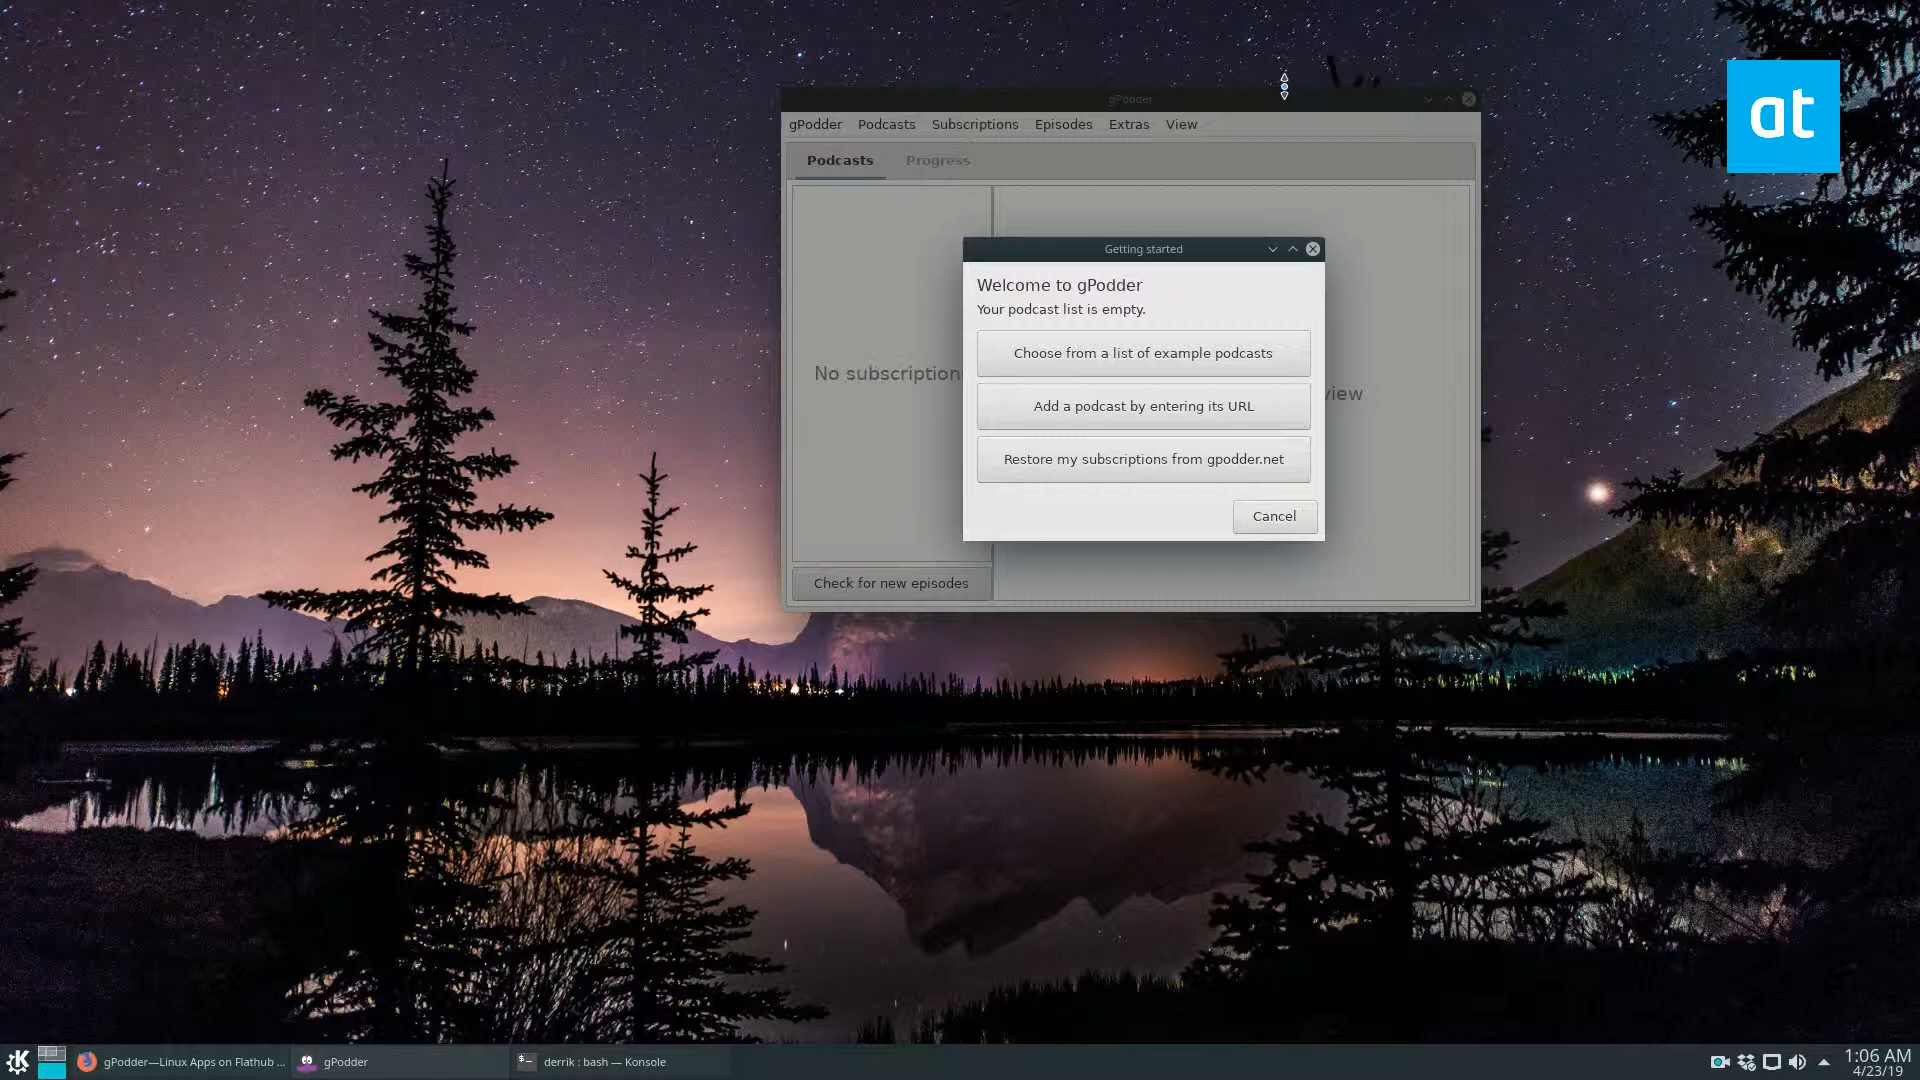 at
gPodder
gPodder Podcasts Subscriptions Episodes Extras View
Podcasts Progress
Getting started
Welcome to gPodder
Your podcast list is empty.
Choose from a list of example podcasts
No subscription
view
Add a podcast by entering its URL
Restore my subscriptions from gpodder.net
Cancel
Check for new episodes
gPodder—Linux Apps on Flathub ...
gPodder
derrik : bash — Konsole
1:06 AM
4/23/19